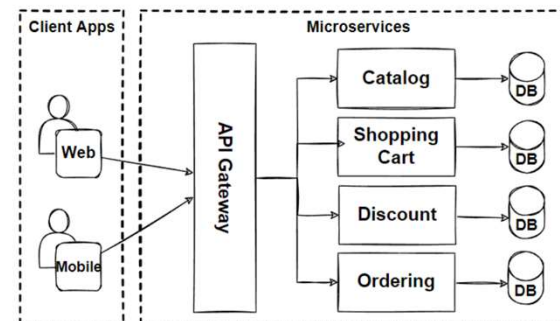 Client Apps
Microservices
Web
Mobile
API Gateway
Catalog
DB
Shopping
Cart
DB
Discount
DB
Ordering
DB